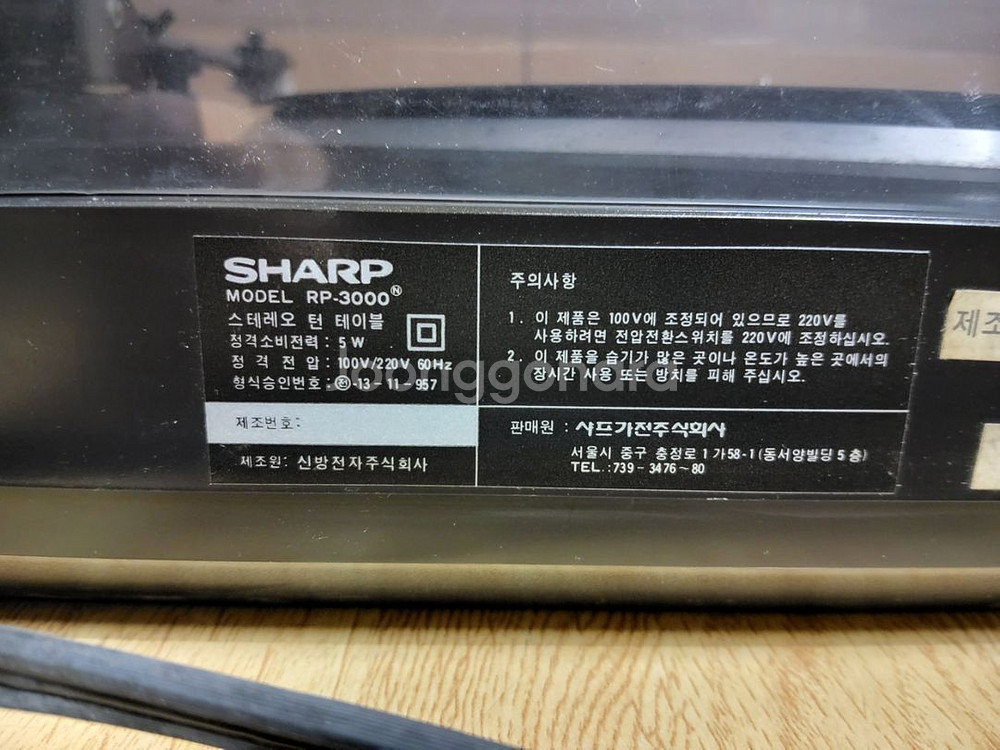 SHARP
MODEL RP-3000 Ⓝ
스테레오 턴 테이블
정격소비전력 : 5 W
정 격 전 압 : 100V/220V 60Hz
형식승인번호 : ㉾-13-11-957
제조번호:
제조원: 신방전자주식회사
주의사항
1. 이 제품은 100V에 조정되어 있으므로 220V를
사용하려면 전압전환스위치를 220V에 조정하십시오.
2. 이 제품을 습기가 많은 곳이나 온도가 높은 곳에서의
장시간 사용 또는 방치를 피해 주십시오.
판매원 : 샤프가전주식회사
서울시 중구 충정로 1 가 58-1 (동서양빌딩 5 층)
TEL.:739-3476~80
제조
Joonggonara